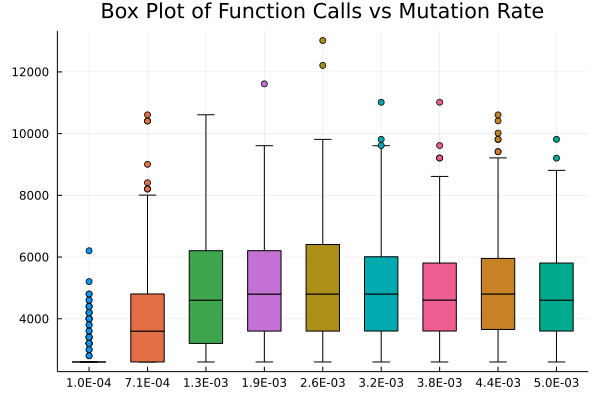 Box Plot of Function Calls vs Mutation Rate
12000
10000
8000
6000
4000
1.0E-04 7.1E-04 1.3E-03 1.9E-03 2.6E-03 3.2E-03 3.8E-03 4.4E-03 5.0E-03